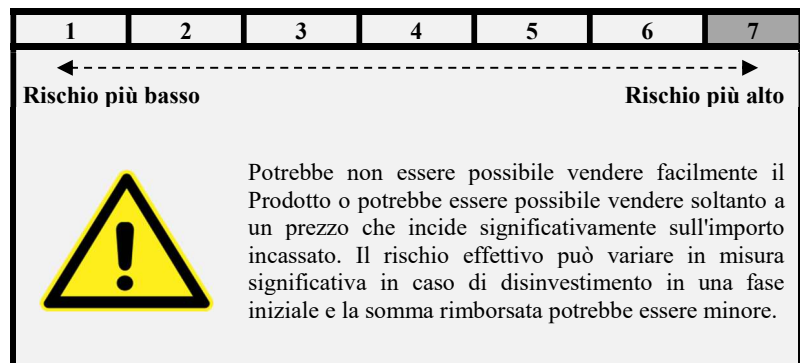 1 2 3 4 5 6 7
Rischio più basso Rischio più alto
Potrebbe non essere possibile vendere facilmente il
Prodotto o potrebbe essere possibile vendere soltanto a
un prezzo che incide significativamente sull'importo
incassato. Il rischio effettivo può variare in misura
significativa in caso di disinvestimento in una fase
iniziale e la somma rimborsata potrebbe essere minore.